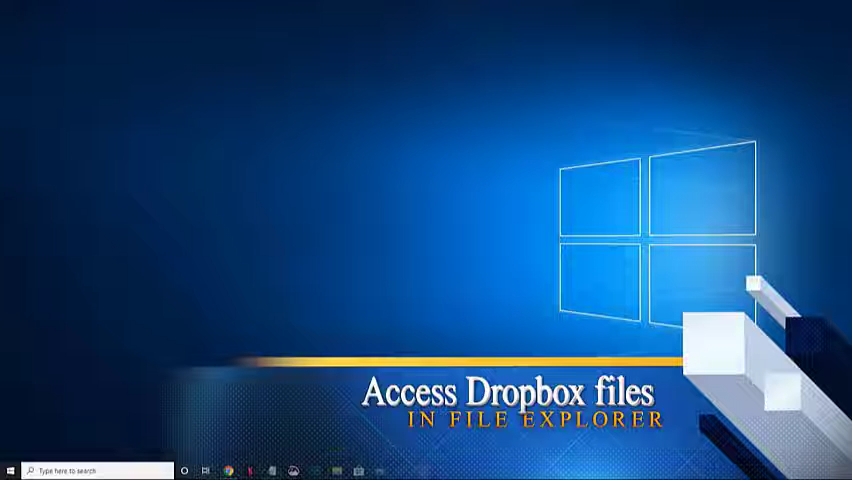 Access Dropbox files
IN FILE EXPLORER
Type here to search